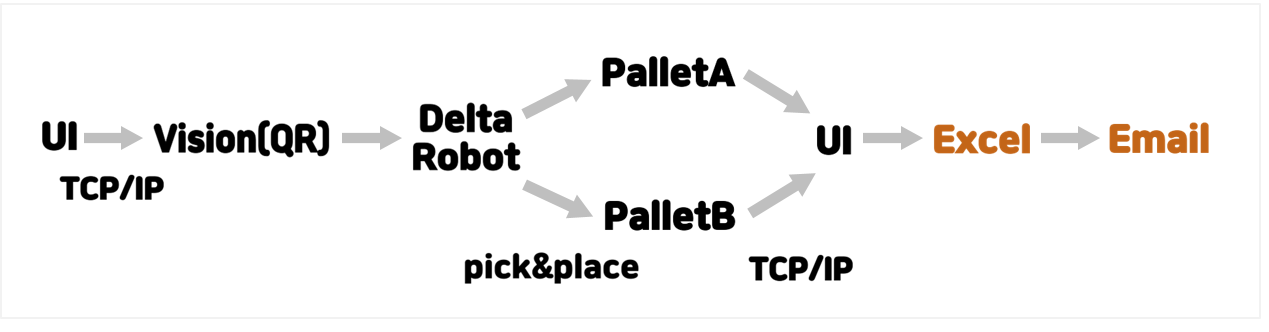 UI
TCP/IP
Vision(QR)
Delta
Robot
pick&place
PalletA
PalletB
TCP/IP
UI
Excel
Email